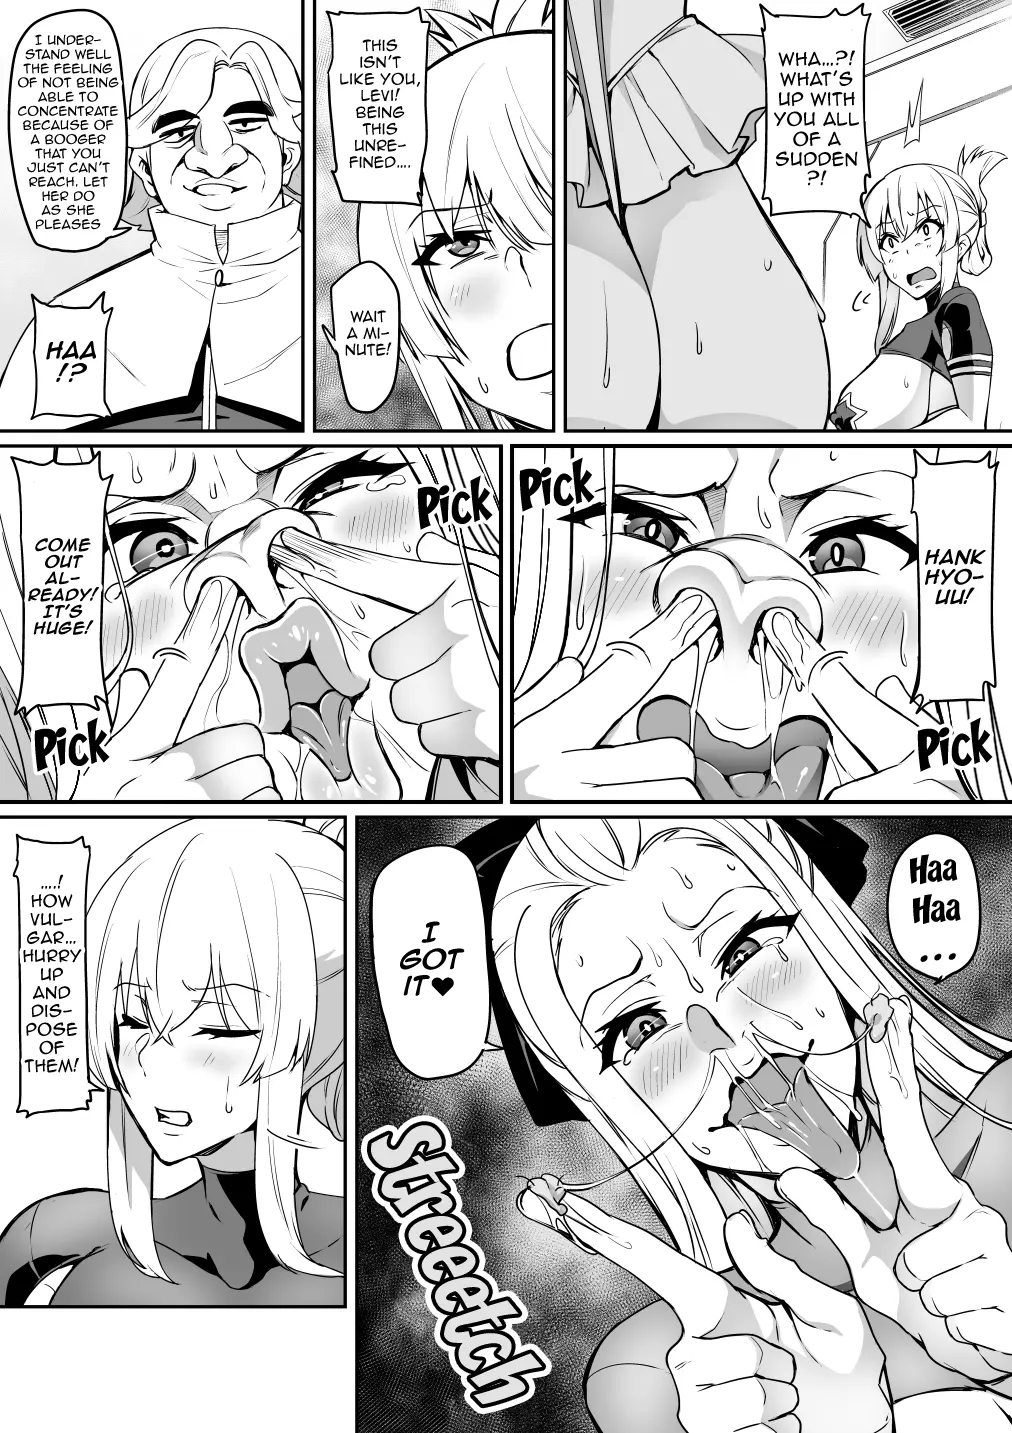 WHA...?!
WHAT'S
UP WITH
YOU ALL
OF A
SUDDEN
?!
THIS
ISN'T
LIKE YOU,
LEVI!
BEING
THIS
UNRE-
FINED....
WAIT
A MI-
NUTE!
I UNDER-
STAND WELL
THE FEELING
OF NOT BEING
ABLE TO
CONCENTRATE
BECAUSE OF
A BOOGER
THAT YOU
JUST CAN'T
REACH. LET
HER DO
AS SHE
PLEASES
HAA
!?
HANK
HYO-
UU!
PICK
PICK
PICK
COME
OUT
AL-
READY!
IT'S
HUGE!
PICK
Haa
Haa
...
I
GOT
IT♥
Streeetch
....!
HOW
VUL-
GAR...
HURRY
UP
AND
DIS-
POSE
OF
THEM!